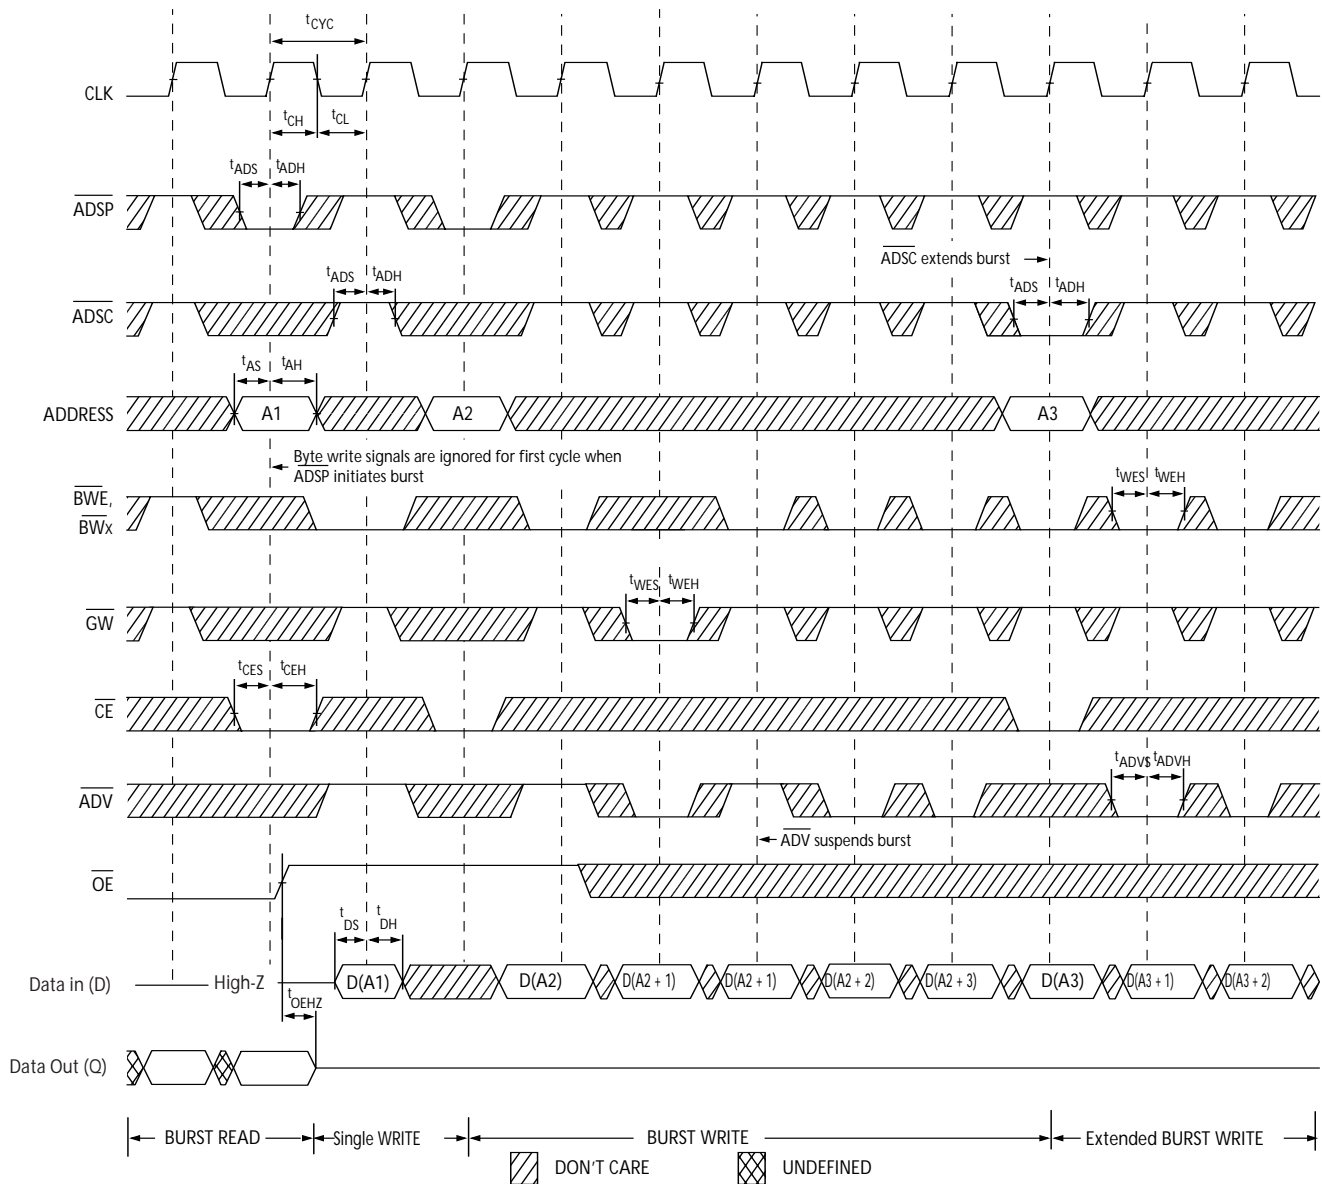 tCYC
CLK
tCH
tCL
tADS
tADH
ADSP
ADSC extends burst
tADS
tADH
tADS
tADH
ADSC
tAS
tAH
ADDRESS
A1
A2
A3
Byte write signals are ignored for first cycle when
ADSP initiates burst
BWE,
BWx
tWES
tWEH
tWES
tWEH
GW
tCES
tCEH
CE
tADVS
tADVH
ADV
ADV suspends burst
OE
tDS
tDH
Data in (D)
High-Z
D(A1)
D(A2)
D(A2 + 1)
D(A2 + 1)
D(A2 + 2)
D(A2 + 3)
D(A3)
D(A3 + 1)
D(A3 + 2)
tOEHZ
Data Out (Q)
BURST READ
Single WRITE
BURST WRITE
Extended BURST WRITE
DON'T CARE
UNDEFINED